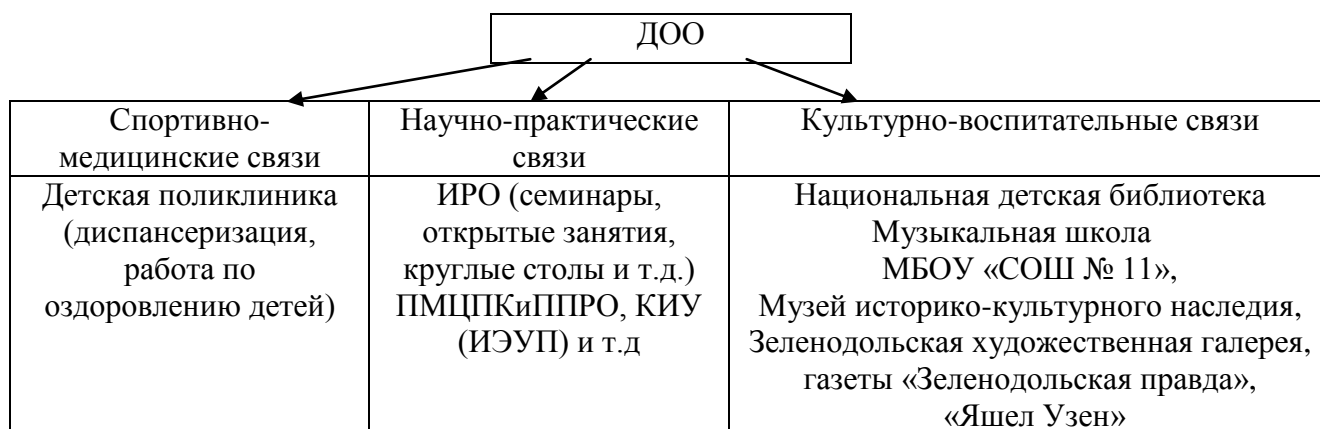 ДОО
Спортивно-
медицинские связи
Научно-практические
связи
Культурно-воспитательные связи
Детская поликлиника
(диспансеризация,
работа по
оздоровлению детей)
ИРО (семинары,
открытые занятия,
круглые столы и т.д.)
ПМЦПКиППРО, КИУ
(ИЭУП) и т.д
Национальная детская библиотека
Музыкальная школа
МБОУ «СОШ № 11»,
Музей историко-культурного наследия,
Зеленодольская художественная галерея,
газеты «Зеленодольская правда»,
«Яшел Узен»